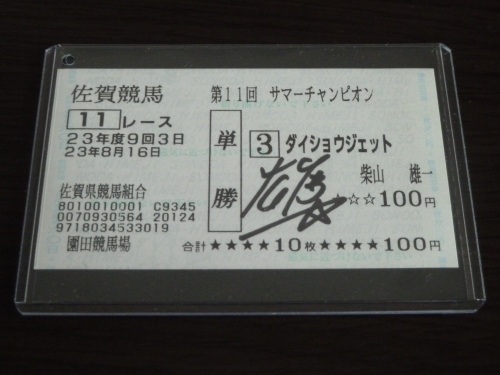 佐賀競馬
第11回 サマーチャンピオン
11レース
23年度9回3日
23年8月16日
単勝
3 ダイショウジェット
柴山 雄一
☆☆100円
佐賀県競馬組合
8010010001 C9345
0070930564 20124
9718034533019
園田競馬場
合計★★★★10枚★★★★100円